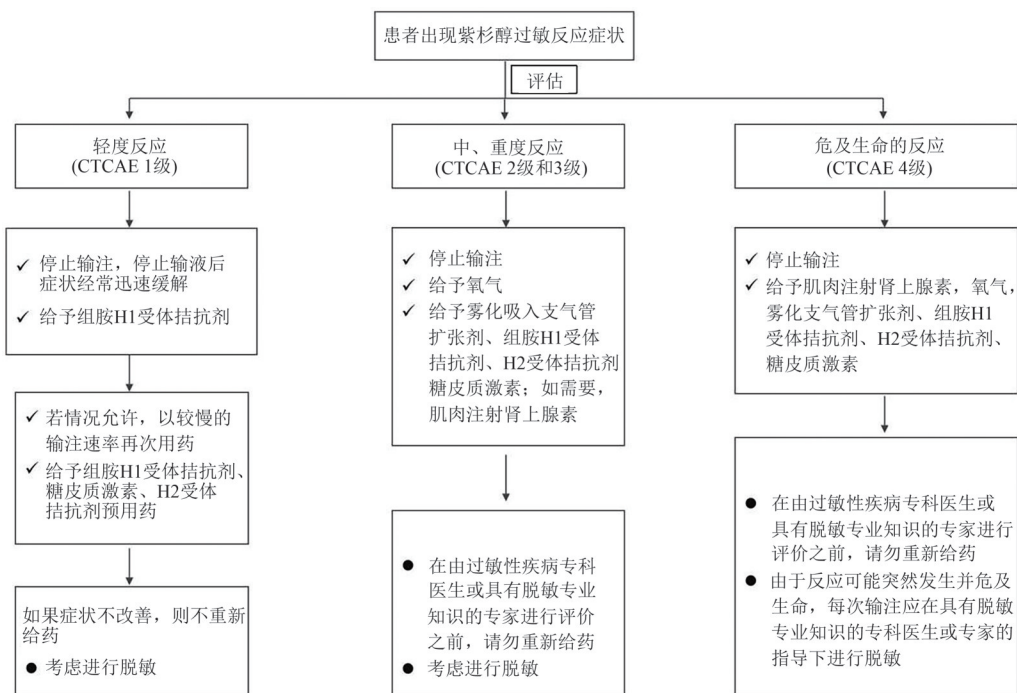 患者出现紫杉醇过敏反应症状
评估
轻度反应
(CTCAE 1级)
✓ 停止输注，停止输液后
症状经常迅速缓解
✓ 给予组胺H1受体拮抗剂
✓ 若情况允许，以较慢的
输注速率再次用药
✓ 给予组胺H1受体拮抗剂、
糖皮质激素、H2受体
拮抗剂预用药
如果症状不改善，则不重新
给药
● 考虑进行脱敏
中、重度反应
(CTCAE 2级和3级)
✓ 停止输注
✓ 给予氧气
✓ 给予雾化吸入支气管
扩张剂、组胺H1受体
拮抗剂、H2受体拮抗剂
糖皮质激素；如需要，
肌肉注射肾上腺素
● 在由过敏性疾病专科
医生或具有脱敏专业
知识的专家进行评价
之前，请勿重新给药
● 考虑进行脱敏
危及生命的反应
(CTCAE 4级)
✓ 停止输注
✓ 给予肌肉注射肾上腺素，氧气，
雾化支气管扩张剂、组胺H1
受体拮抗剂、H2受体拮抗剂、
糖皮质激素
● 在由过敏性疾病专科医生或
具有脱敏专业知识的专家进行
评价之前，请勿重新给药
● 由于反应可能突然发生并危及
生命，每次输注应在具有脱敏
专业知识的专科医生或专家的
指导下进行脱敏